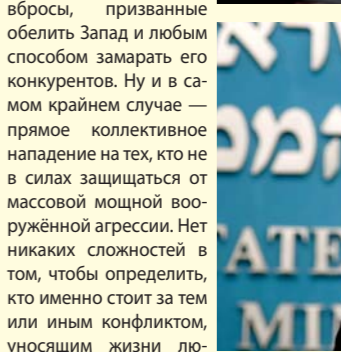 вбросы, призванные
обелить Запад и любым
способом замарать его
конкурентов. Ну и в са-
мом крайнем случае —
прямое коллективное
нападение на тех, кто не
в силах защищаться от
массовой мощной воо-
ружённой агрессии. Нет
никаких сложностей в
том, чтобы определить,
кто именно стоит за тем
или иным конфликтом,
уносящим жизни лю-
ATE
MI